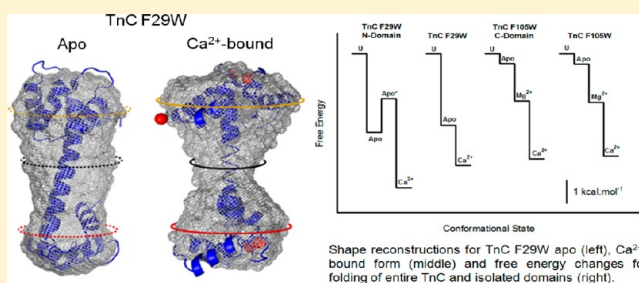 TnC F29W
Apo
Ca²⁺-bound
TnC F29W
N-Domain
TnC F29W
TnC F105W
C-Domain
TnC F105W
U
Apo
Apo*
Ca²⁺
U
Apo
Ca²⁺
U
Apo
Mg²⁺
Ca²⁺
U
Apo
Mg²⁺
Ca²⁺
Free Energy
1 kcal.mol⁻¹
Conformational State
Shape reconstructions for TnC F29W apo (left), Ca²⁺
bound form (middle) and free energy changes fo
folding of entire TnC and isolated domains (right).